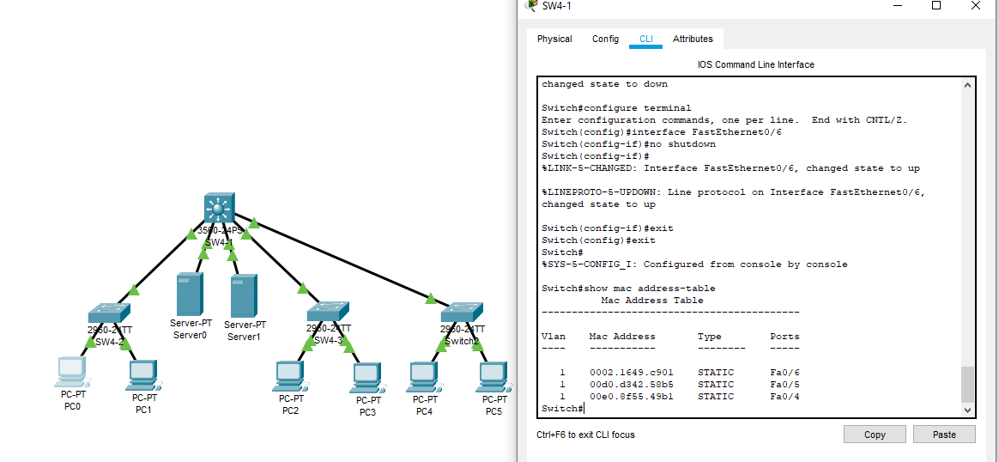 SW4-1
Physical Config CLI Attributes
IOS Command Line Interface
changed state to down
Switch#configure terminal
Enter configuration commands, one per line. End with CNTL/Z.
Switch(config)#interface FastEthernet0/6
Switch(config-if)#no shutdown
Switch(config-if)#
%LINK-5-CHANGED: Interface FastEthernet0/6, changed state to up
%LINEPROTO-5-UPDOWN: Line protocol on Interface FastEthernet0/6,
changed state to up
Switch(config-if)#exit
Switch(config)#exit
Switch#
%SYS-5-CONFIG_I: Configured from console by console
Switch#show mac address-table
Mac Address Table
-------------------------------------------
Vlan Mac Address Type Ports
---- ----------- -------- -----
1 0002.1649.c901 STATIC Fa0/6
1 00d0.d342.58b5 STATIC Fa0/5
1 00e0.8f55.49b1 STATIC Fa0/4
Switch#
Ctrl+F6 to exit CLI focus
Copy
Paste
SW4-1
2960-24TT
SW4-2
Server-PT
Server0
Server-PT
Server1
2960-24TT
SW4-3
2960-24TT
Switch2
PC-PT
PC0
PC-PT
PC1
PC-PT
PC2
PC-PT
PC3
PC-PT
PC4
PC-PT
PC5